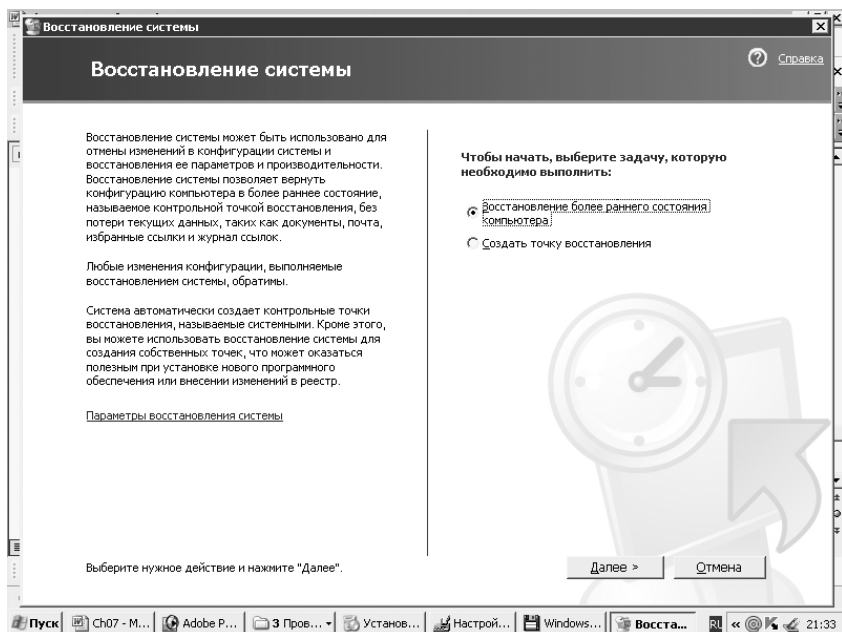 Восстановление системы
Восстановление системы
Справка
Восстановление системы может быть использовано для
отмены изменений в конфигурации системы и
восстановления ее параметров и производительности.
Восстановление системы позволяет вернуть
конфигурацию компьютера в более раннее состояние,
называемое контрольной точкой восстановления, без
потери текущих данных, таких как документы, почта,
избранные ссылки и журнал ссылок.
Любые изменения конфигурации, выполняемые
восстановлением системы, обратимы.
Система автоматически создает контрольные точки
восстановления, называемые системными. Кроме этого,
вы можете использовать восстановление системы для
создания собственных точек, что может оказаться
полезным при установке нового программного
обеспечения или внесении изменений в реестр.
Параметры восстановления системы
Чтобы начать, выберите задачу, которую
необходимо выполнить:
Восстановление более раннего состояния
компьютера
Создать точку восстановления
Выберите нужное действие и нажмите "Далее".
Далее >
Отмена
Пуск
Ch07 - M...
Adobe P...
3 Пров...
Установ...
Настрой...
Windows...
Восста...
RU
«
21:33